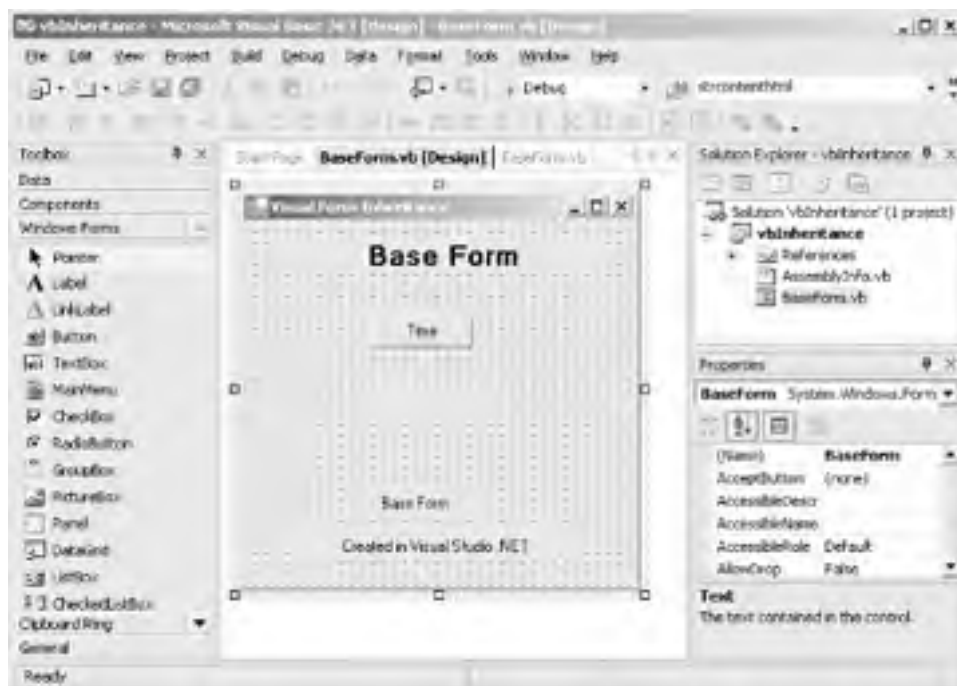 vbInheritance - Microsoft Visual Basic .NET [Design] - BaseForm.vb [Design]
File Edit View Project Build Debug Data Format Tools Window Help
Debug
strcontenthtml
Toolbox
Data
Components
Windows Forms
Pointer
Label
LinkLabel
Button
TextBox
MainMenu
CheckBox
RadioButton
GroupBox
PictureBox
Panel
DataGrid
ListBox
CheckedListBox
Clipboard Ring
General
Start Page BaseForm.vb [Design] BaseForm.vb
Visual Form Inheritance
Base Form
Time
Base Form
Created in Visual Studio .NET
Solution Explorer - vbInheritance
Solution 'vbInheritance' (1 project)
vbInheritance
References
AssemblyInfo.vb
BaseForm.vb
Properties
BaseForm System.Windows.Form
(Name) BaseForm
AcceptButton (none)
AccessibleDescr
AccessibleName
AccessibleRole Default
AllowDrop False
Text
The text contained in the control.
Ready